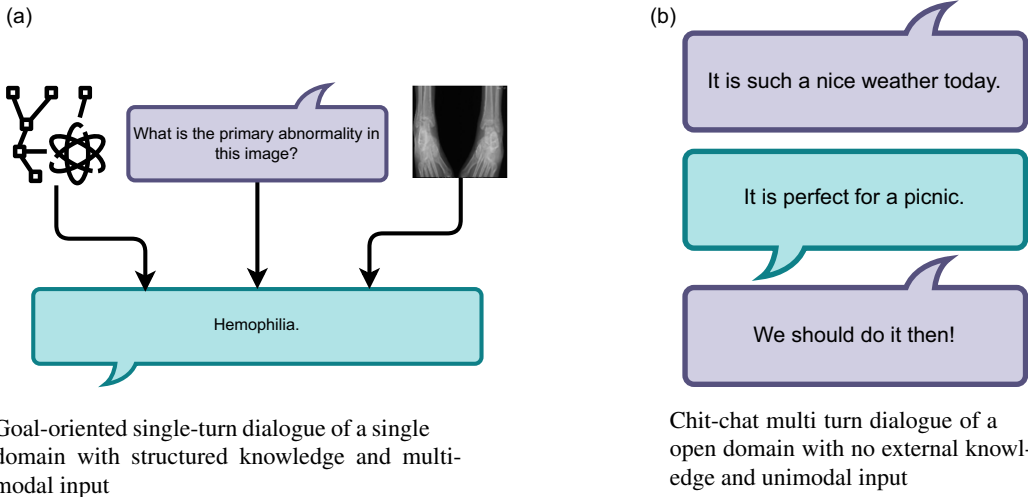 (a)
What is the primary abnormality in
this image?
Hemophilia.
Goal-oriented single-turn dialogue of a single
domain with structured knowledge and multi-
modal input
(b)
It is such a nice weather today.
It is perfect for a picnic.
We should do it then!
Chit-chat multi turn dialogue of a
open domain with no external knowl-
edge and unimodal input